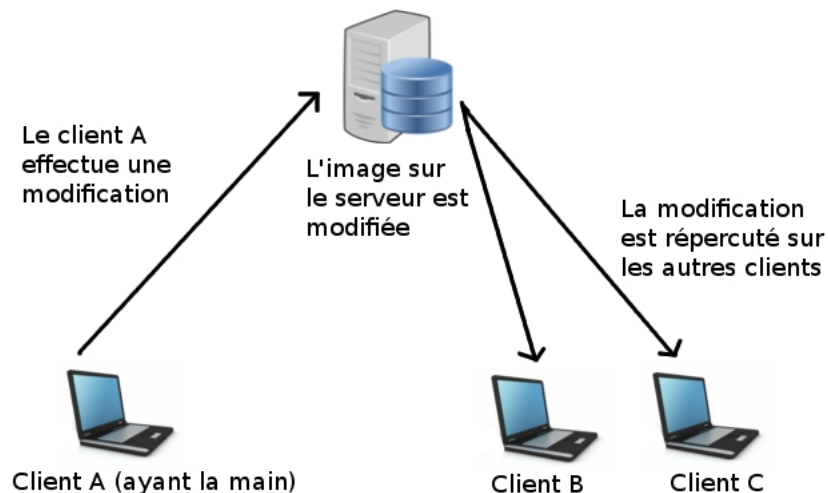 Le client A
effectue une
modification
L'image sur
le serveur est
modifiée
La modification
est répercuté sur
les autres clients
Client A (ayant la main)
Client B
Client C